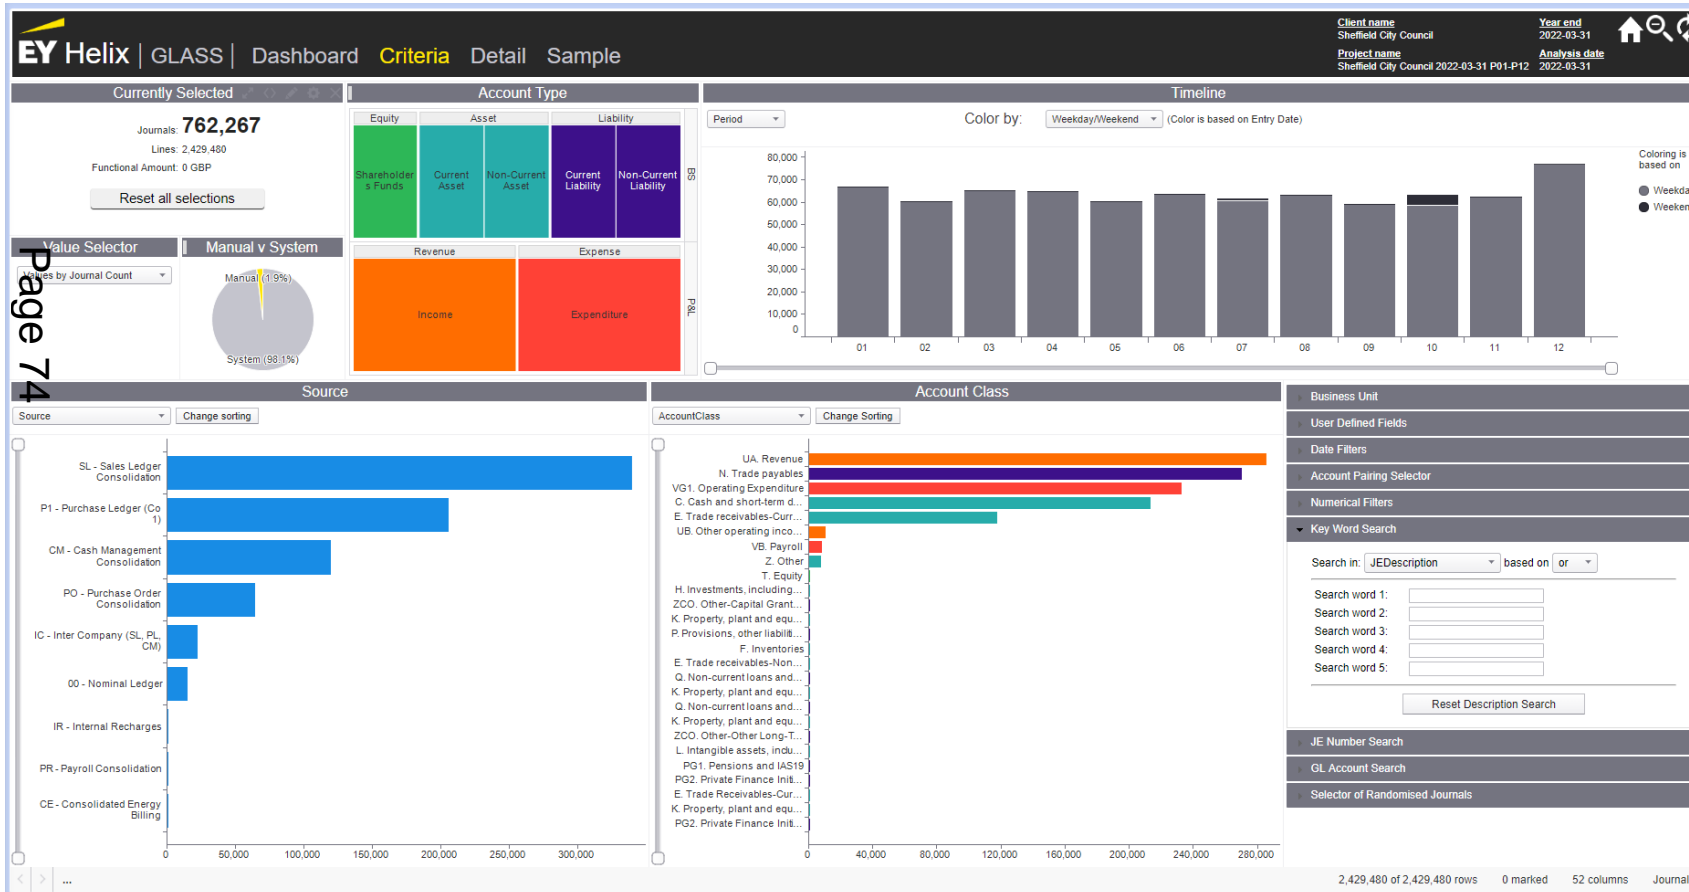 EY Helix | GLASS | Dashboard Criteria Detail Sample
Client name
Sheffield City Council
Project name
Sheffield City Council 2022-03-31 P01-P12
Year end
2022-03-31
Analysis date
2022-03-31
Currently Selected
Journals: 762,267
Lines: 2,429,480
Functional Amount: 0 GBP
Reset all selections
Value Selector
Values by Journal Count
Manual v System
Manual (1.9%)
System (98.1%)
Page 74
Account Type
Equity
Asset
Liability
Shareholder
s Funds
Current
Asset
Non-Current
Asset
Current
Liability
Non-Current
Liability
BS
Revenue
Expense
Income
Expenditure
P&L
Timeline
Period
Color by:
Weekday/Weekend
(Color is based on Entry Date)
80,000
70,000
60,000
50,000
40,000
30,000
20,000
10,000
0
01 02 03 04 05 06 07 08 09 10 11 12
Coloring is
based on
Weekda
Weeken
Source
Source
Change sorting
SL - Sales Ledger
Consolidation
P1 - Purchase Ledger (Co
1)
CM - Cash Management
Consolidation
PO - Purchase Order
Consolidation
IC - Inter Company (SL, PL,
CM)
00 - Nominal Ledger
IR - Internal Recharges
PR - Payroll Consolidation
CE - Consolidated Energy
Billing
0 50,000 100,000 150,000 200,000 250,000 300,000
Account Class
AccountClass
Change Sorting
UA. Revenue
N. Trade payables
VG1. Operating Expenditure
C. Cash and short-term d...
E. Trade receivables-Curr...
UB. Other operating inco...
VB. Payroll
Z. Other
T. Equity
H. Investments, including...
ZCO. Other-Capital Grant...
K. Property, plant and equ...
P. Provisions, other liabiliti...
F. Inventories
E. Trade receivables-Non...
Q. Non-current loans and...
K. Property, plant and equ...
Q. Non-current loans and...
K. Property, plant and equ...
ZCO. Other-Other Long-T...
L. Intangible assets, inclu...
PG1. Pensions and IAS19
PG2. Private Finance Initi...
E. Trade Receivables-Cur...
K. Property, plant and equ...
PG2. Private Finance Initi...
0 40,000 80,000 120,000 160,000 200,000 240,000 280,000
Business Unit
User Defined Fields
Date Filters
Account Pairing Selector
Numerical Filters
Key Word Search
Search in: JEDescription based on or
Search word 1:
Search word 2:
Search word 3:
Search word 4:
Search word 5:
Reset Description Search
JE Number Search
GL Account Search
Selector of Randomised Journals
...
2,429,480 of 2,429,480 rows 0 marked 52 columns Journal